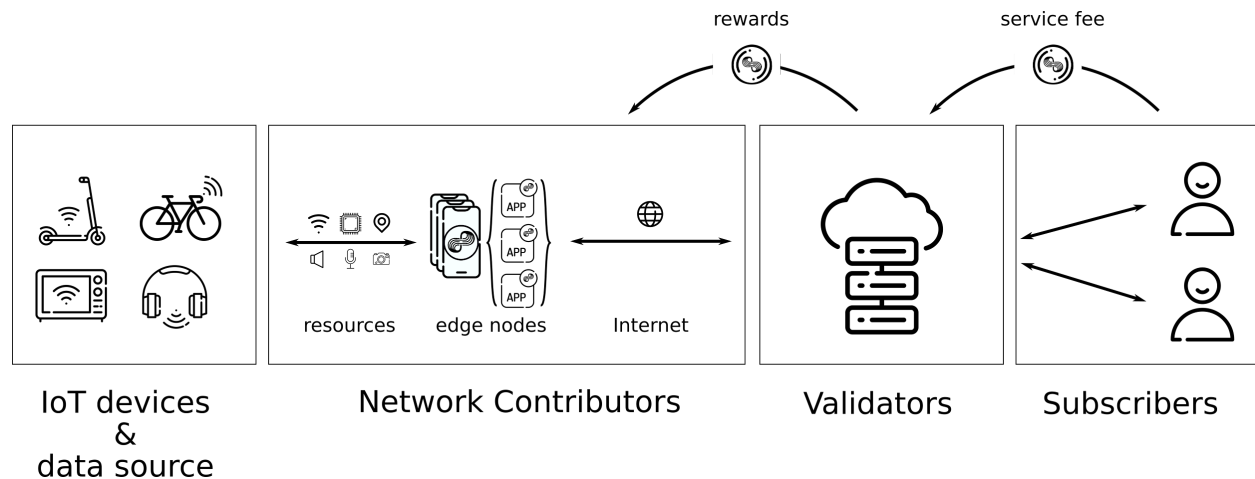 rewards
service fee
APP
APP
APP
resources
edge nodes
Internet
IoT devices
&
data source
Network Contributors
Validators
Subscribers